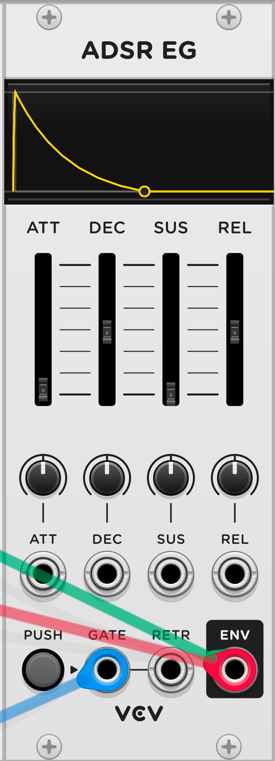 ADSR EG
ATT DEC SUS REL
ATT DEC SUS REL
PUSH GATE RETR ENV
VCV